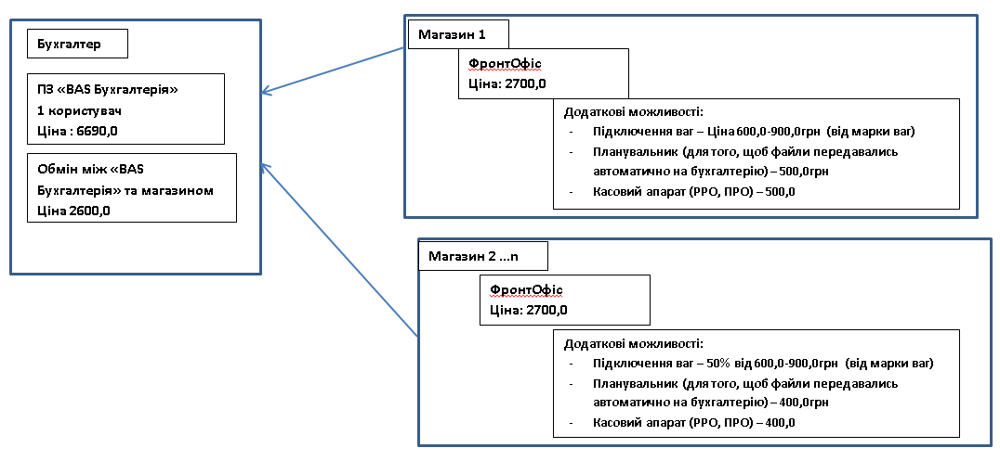 Бухгалтер
ПЗ «BAS Бухгалтерія»
1 користувач
Ціна : 6690,0
Обмін між «BAS
Бухгалтерія» та магазином
Ціна 2600,0
Магазин 1
ФронтОфіс
Ціна: 2700,0
Додаткові можливості:
- Підключення ваг – Ціна 600,0-900,0грн (від марки ваг)
- Планувальник (для того, щоб файли передавались
автоматично на бухгалтерію) – 500,0грн
- Касовий апарат (РРО, ПРО) – 500,0
Магазин 2 ...n
ФронтОфіс
Ціна: 2700,0
Додаткові можливості:
- Підключення ваг – 50% від 600,0-900,0грн (від марки ваг)
- Планувальник (для того, щоб файли передавались
автоматично на бухгалтерію) – 400,0грн
- Касовий апарат (РРО, ПРО) – 400,0